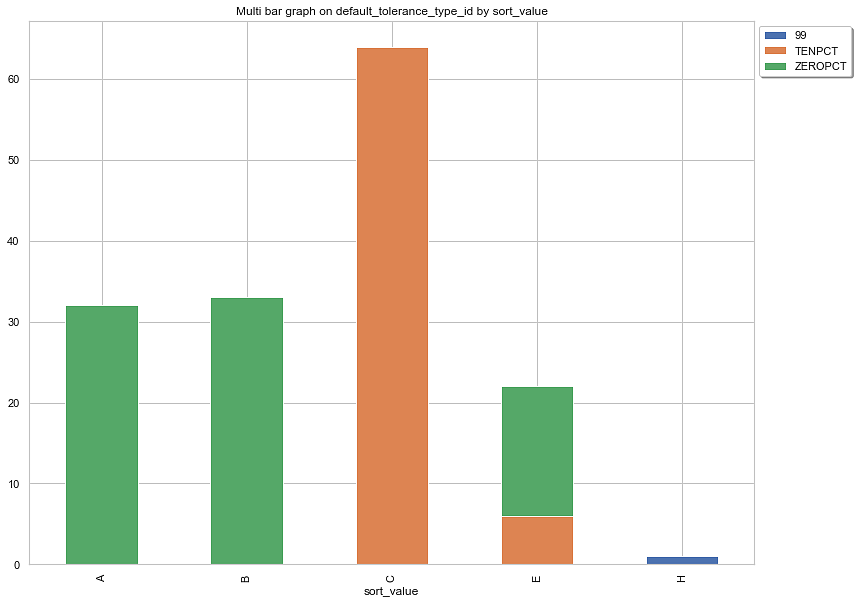 Multi bar graph on default_tolerance_type_id by sort_value
99
TENPCT
ZEROPCT
60
50
40
30
20
10
0
A
B
C
E
H
sort_value